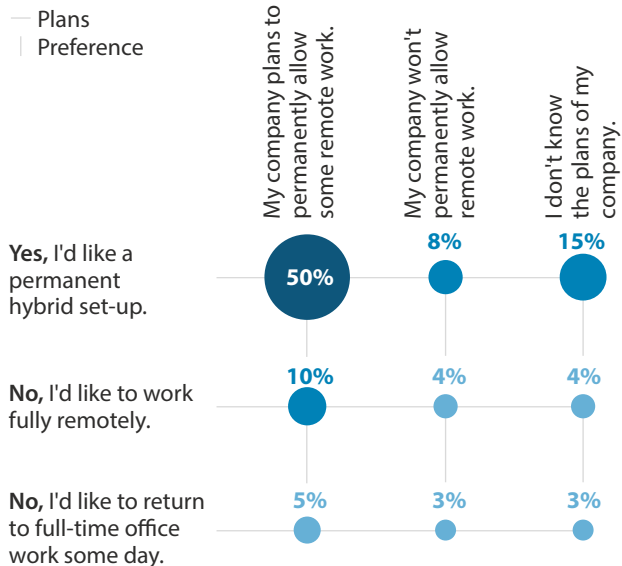 Plans
Preference
My company plans to
permanently allow
some remote work.
My company won't
permanently allow
remote work.
I don't know
the plans of my
company.
Yes, I'd like a
permanent
hybrid set-up.
50%
8%
15%
No, I'd like to work
fully remotely.
10%
4%
4%
No, I'd like to return
to full-time office
work some day.
5%
3%
3%